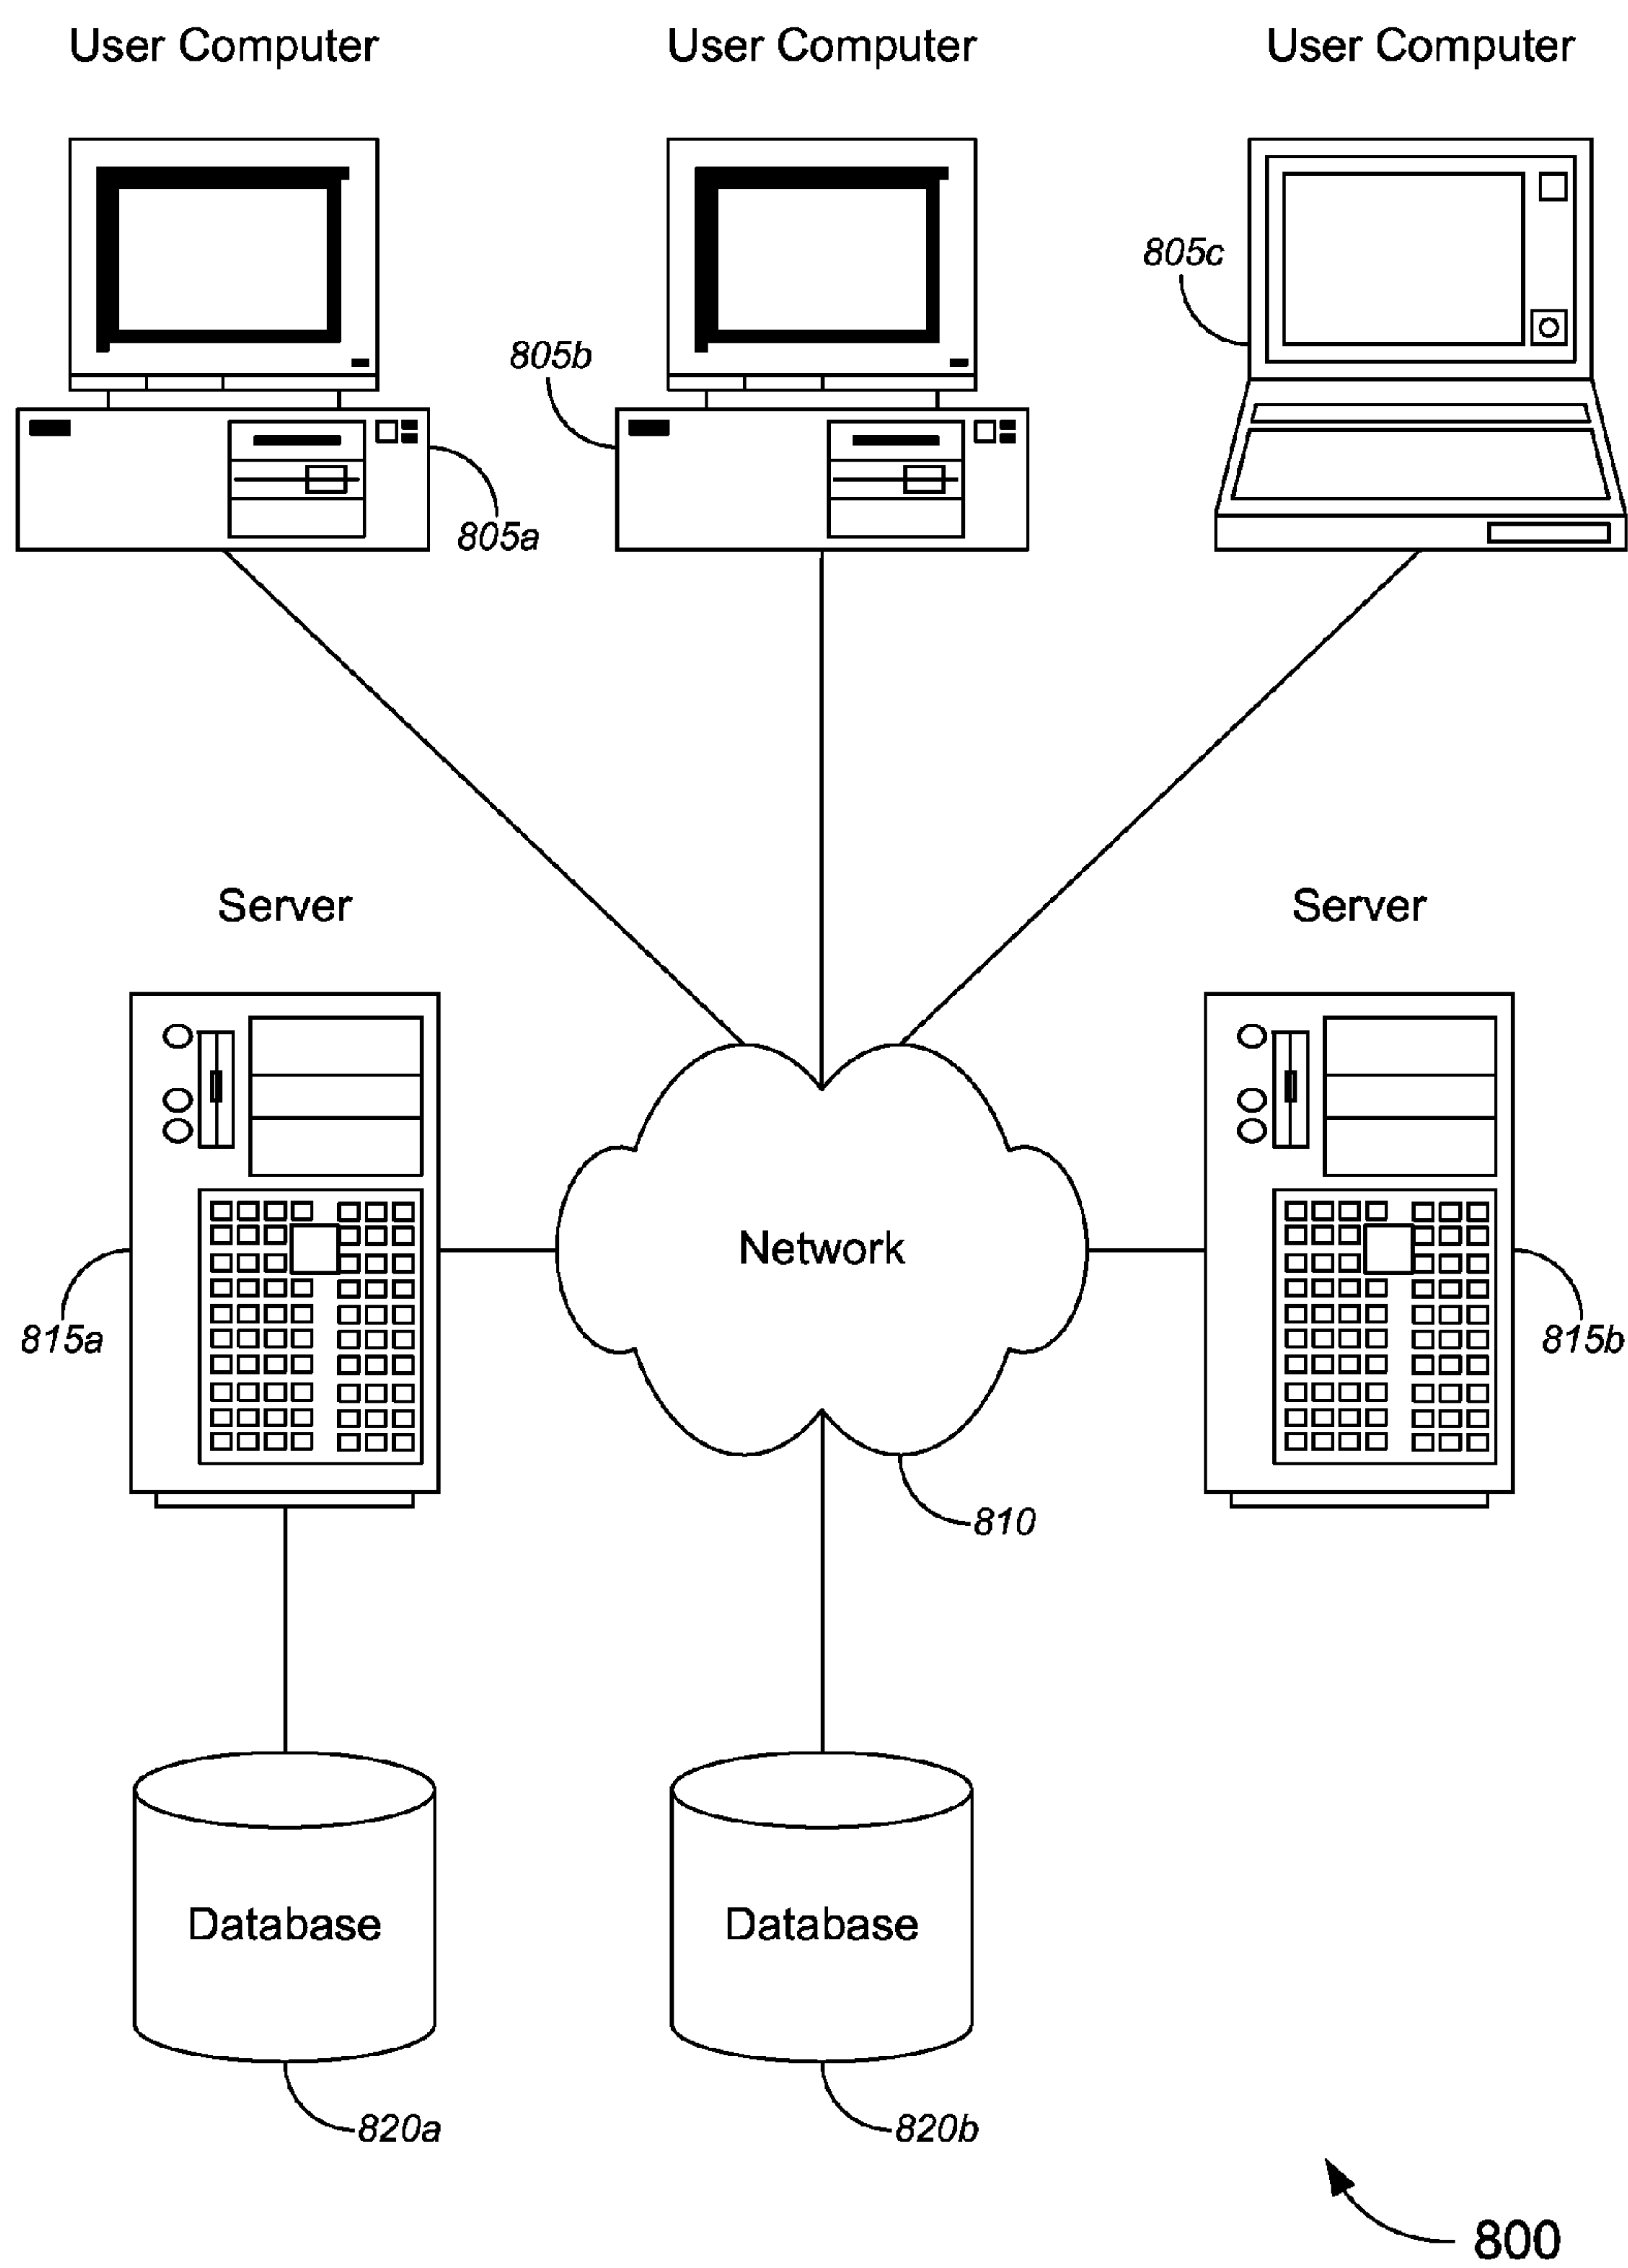 User Computer
User Computer
User Computer
805c
805b
805a
Server
Server
Network
815a
815b
810
Database
Database
820a
820b
800